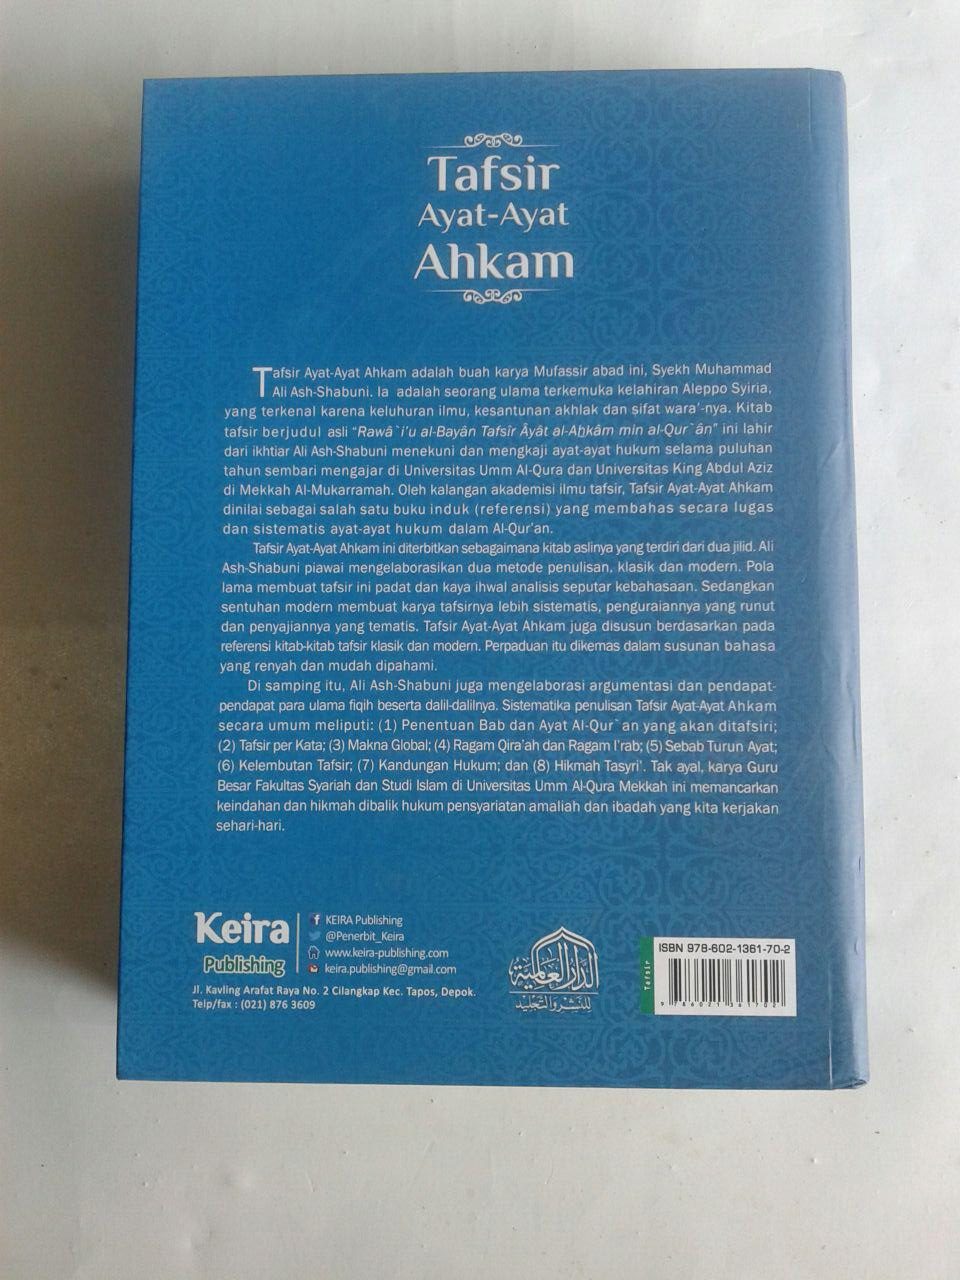 Tafsir
Ayat-Ayat
Ahkam
Tafsir Ayat-Ayat Ahkam adalah buah karya Mufassir abad ini, Syekh Muhammad
Ali Ash-Shabuni. Ia adalah seorang ulama terkemuka kelahiran Aleppo Syiria,
yang terkenal karena keluhuran ilmu, kesantunan akhlak dan sifat wara'-nya. Kitab
tafsir berjudul asli "Rawâ`i'u al-Bayân Tafsîr Âyât al-Ahkâm min al-Qur`ân" ini lahir
dari ikhtiar Ali Ash-Shabuni menekuni dan mengkaji ayat-ayat hukum selama puluhan
tahun sembari mengajar di Universitas Umm Al-Qura dan Universitas King Abdul Aziz
di Mekkah Al-Mukarramah. Oleh kalangan akademisi ilmu tafsir, Tafsir Ayat-Ayat Ahkam
dinilai sebagai salah satu buku induk (referensi) yang membahas secara lugas
dan sistematis ayat-ayat hukum dalam Al-Qur'an.
Tafsir Ayat-Ayat Ahkam ini diterbitkan sebagaimana kitab aslinya yang terdiri dari dua jilid. Ali
Ash-Shabuni piawai mengelaborasikan dua metode penulisan, klasik dan modern. Pola
lama membuat tafsir ini padat dan kaya ihwal analisis seputar kebahasaan. Sedangkan
sentuhan modern membuat karya tafsirnya lebih sistematis, penguraiannya yang runut
dan penyajiannya yang tematis. Tafsir Ayat-Ayat Ahkam juga disusun berdasarkan pada
referensi kitab-kitab tafsir klasik dan modern. Perpaduan itu dikemas dalam susunan bahasa
yang renyah dan mudah dipahami.
Di samping itu, Ali Ash-Shabuni juga mengelaborasi argumentasi dan pendapat-
pendapat para ulama fiqih beserta dalil-dalilnya. Sistematika penulisan Tafsir Ayat-Ayat Ahkam
secara umum meliputi: (1) Penentuan Bab dan Ayat Al-Qur`an yang akan ditafsiri;
(2) Tafsir per Kata; (3) Makna Global; (4) Ragam Qira'ah dan Ragam I'rab; (5) Sebab Turun Ayat;
(6) Kelembutan Tafsir; (7) Kandungan Hukum; dan (8) Hikmah Tasyri'. Tak ayal, karya Guru
Besar Fakultas Syariah dan Studi Islam di Universitas Umm Al-Qura Mekkah ini memancarkan
keindahan dan hikmah dibalik hukum pensyariatan amaliah dan ibadah yang kita kerjakan
sehari-hari.
Keira
Publishing
KEIRA Publishing
@Penerbit_Keira
www.keira-publishing.com
keira.publishing@gmail.com
Jl. Kavling Arafat Raya No. 2 Cilangkap Kec. Tapos, Depok.
Telp/fax : (021) 876 3609
الدار العالمية
للنشر والتجليد
Tafsir
ISBN 978-602-1361-70-2
9 786021 361702